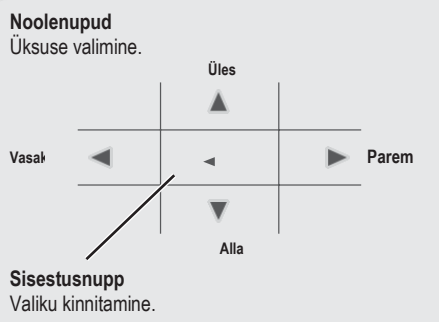 Noolenupud
Üksuse valimine.
Üles
Vasak
Parem
Alla
Sisestusnupp
Valiku kinnitamine.